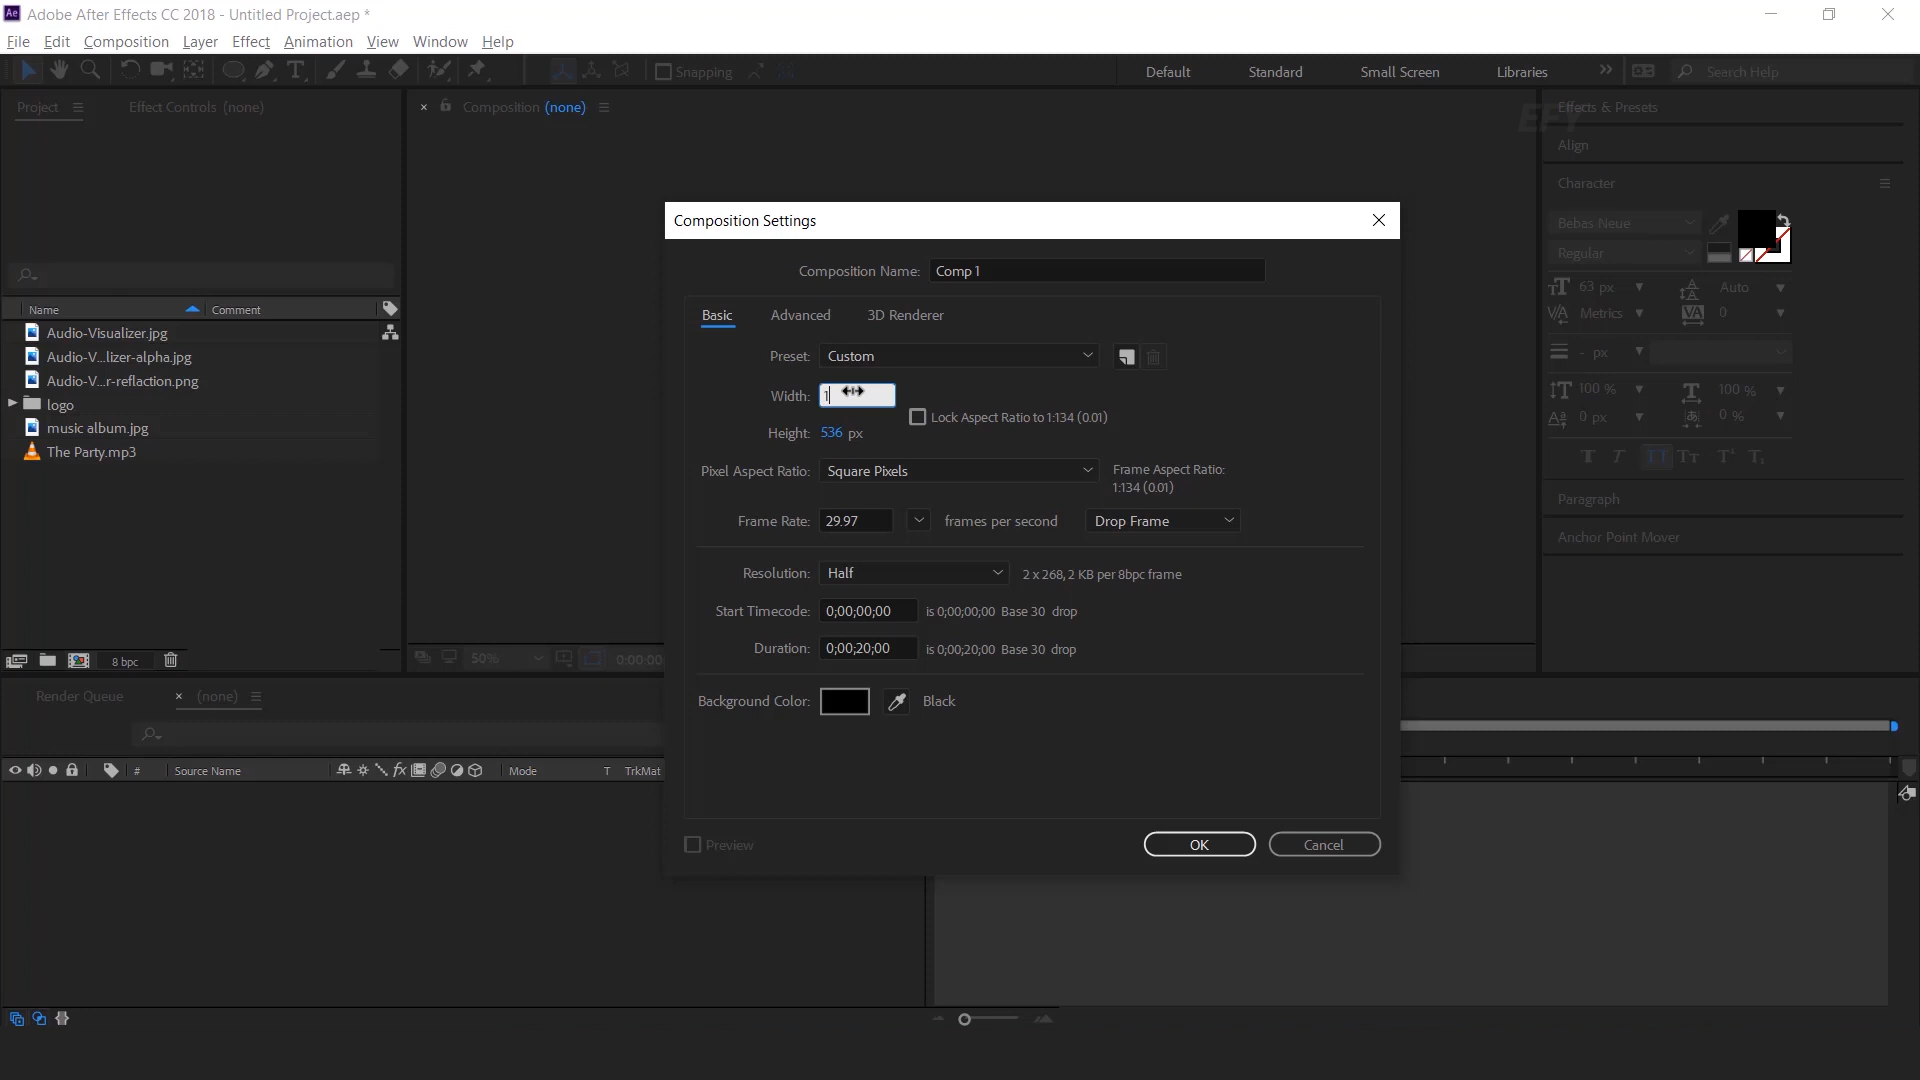 Ae Adobe After Effects CC 2018 - Untitled Project.aep *
File Edit Composition Layer Effect Animation View Window Help
Snapping Default Standard Small Screen Libraries Search Help
Project Effect Controls (none)
Composition (none)
EFY
Effects & Presets
Align
Character
Bebas Neue
Regular
63 px Auto
Metrics 0
- px
100 % 100 %
0 px 0 %
Paragraph
Anchor Point Mover
Name Comment
Audio-Visualizer.jpg
Audio-V...lizer-alpha.jpg
Audio-V...r-reflaction.png
logo
music album.jpg
The Party.mp3
8 bpc
50% 0:00:00
Composition Settings
Composition Name: Comp 1
Basic Advanced 3D Renderer
Preset: Custom
Width: 1
Lock Aspect Ratio to 1:134 (0.01)
Height: 536 px
Pixel Aspect Ratio: Square Pixels
Frame Aspect Ratio:
1:134 (0.01)
Frame Rate: 29.97 frames per second Drop Frame
Resolution: Half 2 x 268, 2 KB per 8bpc frame
Start Timecode: 0;00;00;00 is 0;00;00;00 Base 30 drop
Duration: 0;00;20;00 is 0;00;20;00 Base 30 drop
Background Color: Black
Preview OK Cancel
Render Queue (none)
# Source Name fx Mode T TrkMat